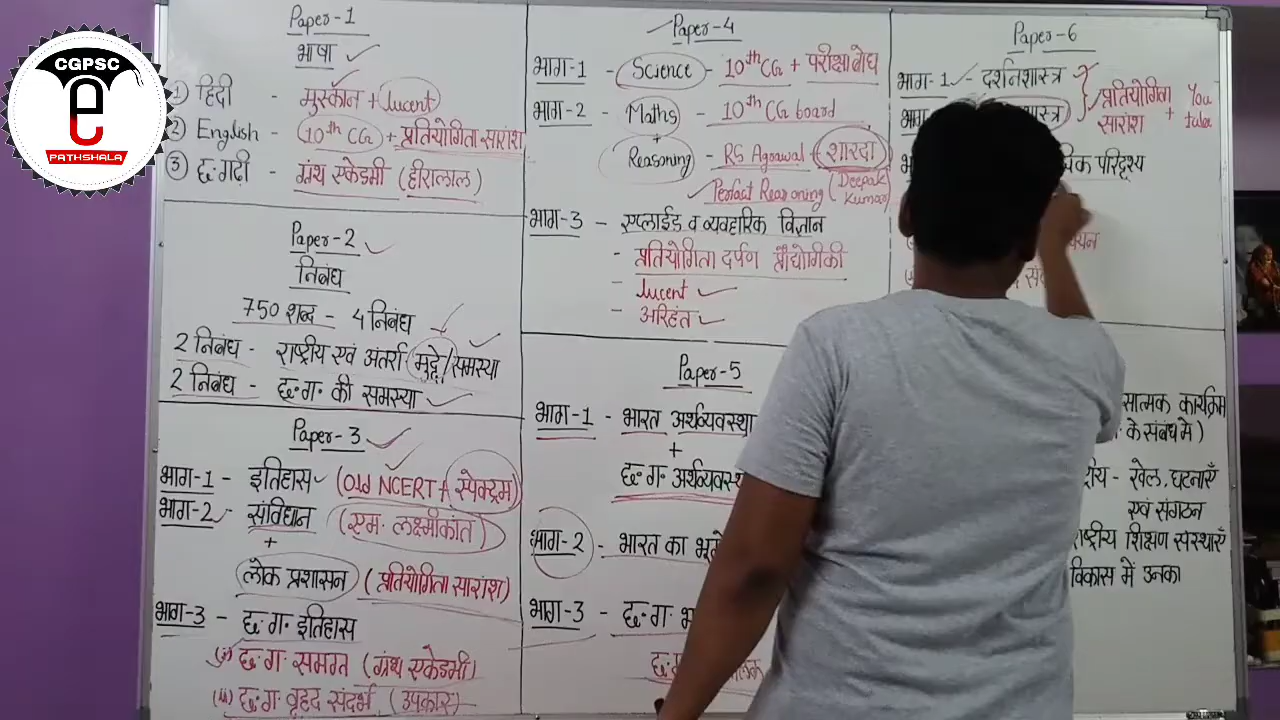 CGPSC
e
PATHSHALA
Paper-1
भाषा
① हिंदी - मुस्कान + lucent
② English - 10th CG + प्रतियोगिता सारांश
③ छ॰गढ़ी - ग्रंथ एकेडमी (हीरालाल)
Paper-2
निबंध
750 शब्द - 4 निबंध
2 निबंध - राष्ट्रीय एवं अंतर्रा मुद्दे/समस्या
2 निबंध - छ॰ग॰ की समस्या
Paper-3
भाग-1 - इतिहास (Old NCERT + स्पेक्ट्रम)
भाग-2 - संविधान (एम. लक्ष्मीकांत)
+
लोक प्रशासन (प्रतियोगिता सारांश)
भाग-3 - छ॰ग॰ इतिहास
(i) छ॰ग॰ समग्र (ग्रंथ एकेडमी)
(ii) छ॰ग॰ वृहद संदर्भ (उपकार)
Paper-4
भाग-1 - Science - 10th CG + परीक्षा बोध
भाग-2 - Maths - 10th CG board
+
Reasoning - RS Agrawal (शारदा)
Perfect Reasoning (Deepak
Kumar)
भाग-3 - एप्लाईड व व्यवहारिक विज्ञान
- प्रतियोगिता दर्पण प्रौद्योगीकी
- lucent
- अरिहंत
Paper-5
भाग-1 - भारत अर्थव्यवस्था
+
छ॰ग॰ अर्थव्यवस्
भाग-2 - भारत का
भाग-3 - छ॰ग॰
Paper-6
भाग-1 - दर्शनशास्त्र
शास्त्र
प्रतियोगिता
सारांश + You
tube
परिदृश्य
कार्यक्रम
के संबंध मे)
खेल, घटनाएँ
एवं संगठन
शिक्षण संस्थाएँ
विकास में उनका